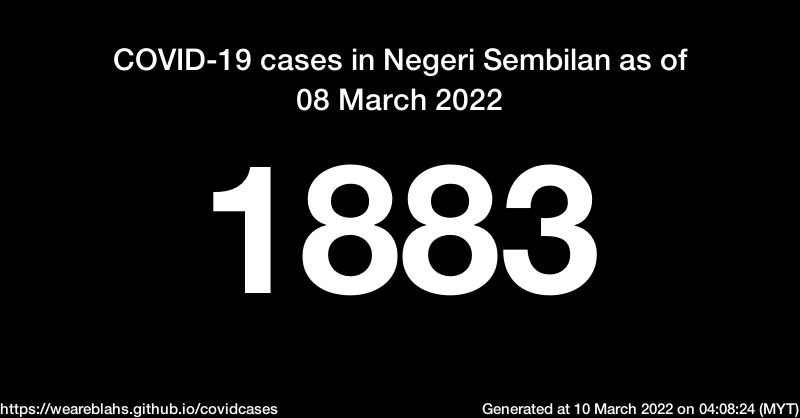 COVID-19 cases in Negeri Sembilan as of
08 March 2022
1883
https://weareblahs.github.io/covidcases
Generated at 10 March 2022 on 04:08:24 (MYT)